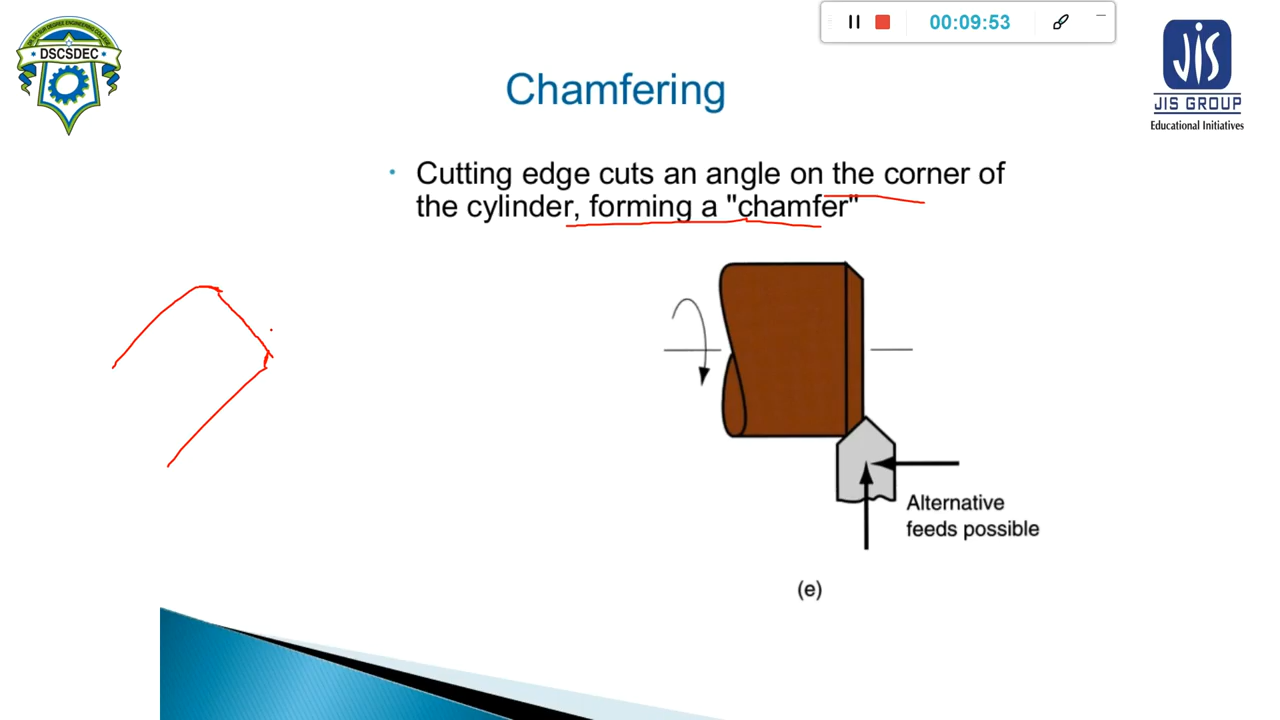 DSCSDEC
00:09:53
JIS
JIS GROUP
Educational Initiatives
Chamfering
• Cutting edge cuts an angle on the corner of
the cylinder, forming a "chamfer"
Alternative
feeds possible
(e)